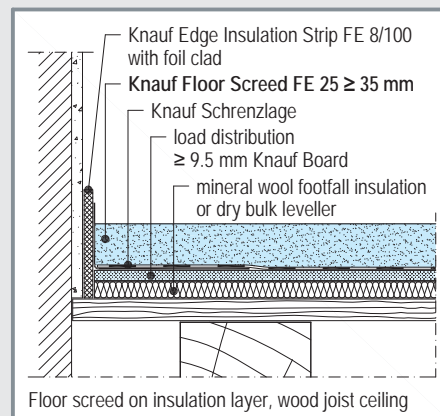 Knauf Edge Insulation Strip FE 8/100
with foil clad
Knauf Floor Screed FE 25 ≥ 35 mm
Knauf Schrenzlage
load distribution
≥ 9.5 mm Knauf Board
mineral wool footfall insulation
or dry bulk leveller
Floor screed on insulation layer, wood joist ceiling